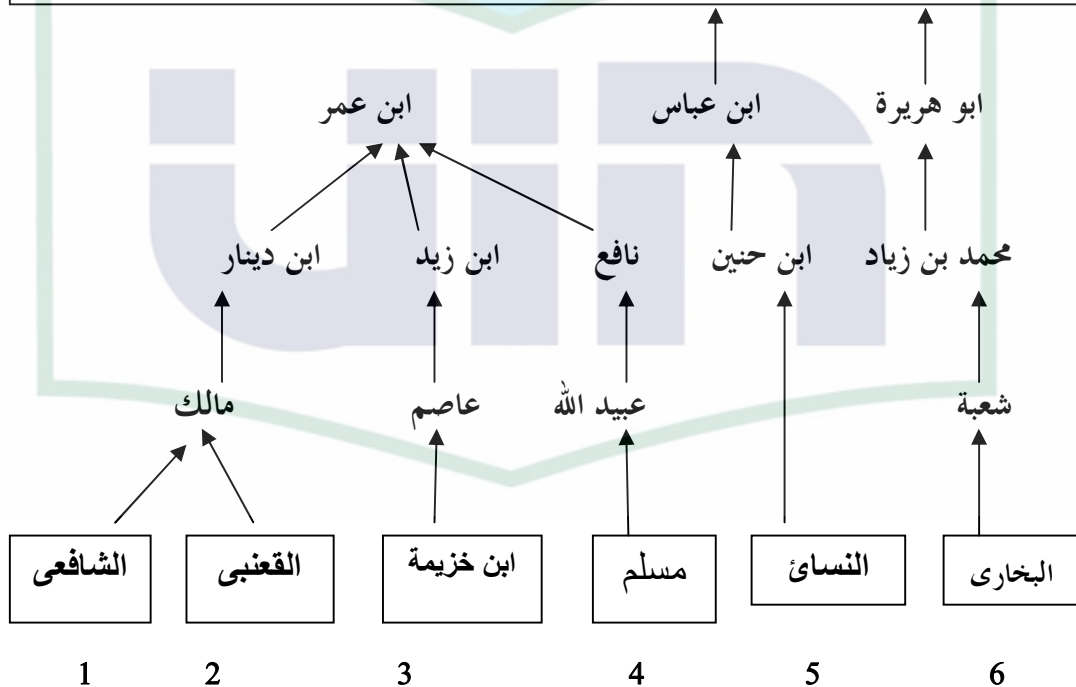 ابو هريرة ابن عباس ابن عمر
محمد بن زياد ابن حنين نافع ابن زيد ابن دينار
شعبة عبيد الله عاصم مالك
البخارى النسائ مسلم ابن خزيمة القعنبى الشافعى
1 2 3 4 5 6